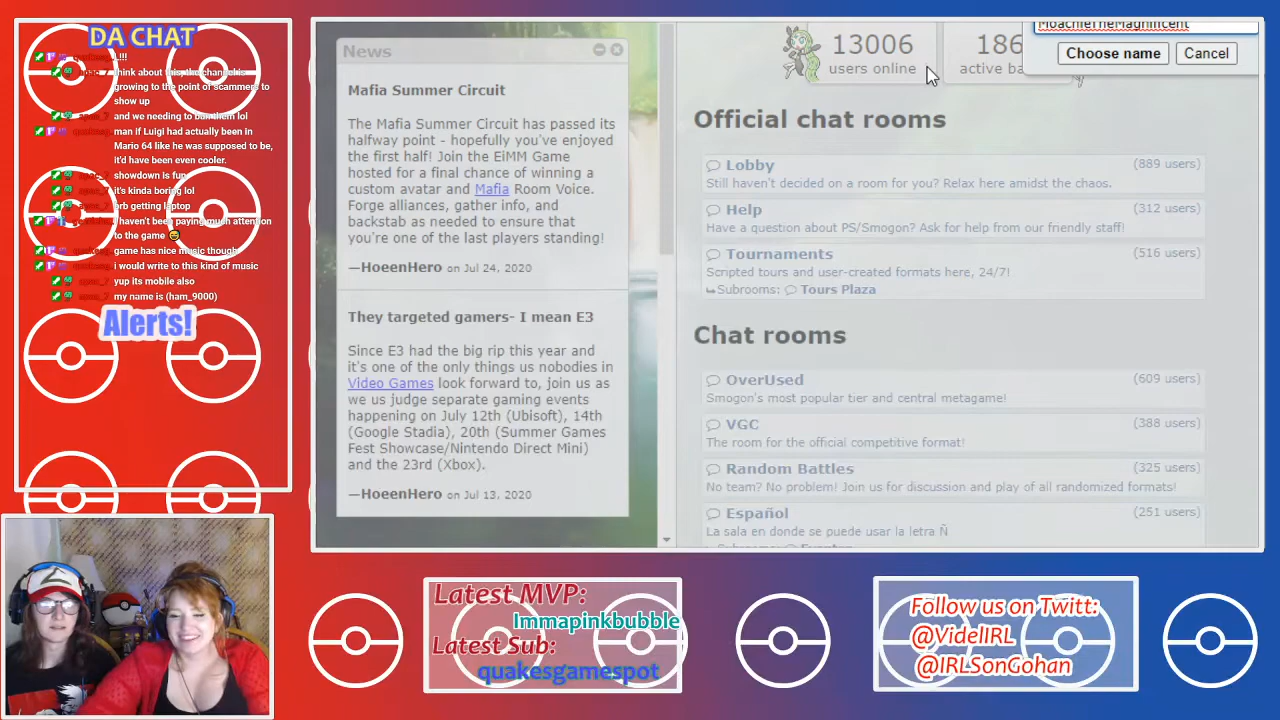 DA CHAT
..!!!
think about this, the channel is
growing to the point of scammers to
show up
and we needing to ban them lol
man if Luigi had actually been in
Mario 64 like he was supposed to be,
it'd have been even cooler.
showdown is fun
it's kinda boring lol
brb getting laptop
I haven't been paying much attention
to the game
game has nice music though
i would write to this kind of music
yup its mobile also
my name is (ham_9000)
Alerts!
News
Mafia Summer Circuit
The Mafia Summer Circuit has passed its
halfway point - hopefully you've enjoyed
the first half! Join the EiMM Game
hosted for a final chance of winning a
custom avatar and Mafia Room Voice.
Forge alliances, gather info, and
backstab as needed to ensure that
you're one of the last players standing!
—HoeenHero on Jul 24, 2020
They targeted gamers- I mean E3
Since E3 had the big rip this year and
it's one of the only things us nobodies in
Video Games look forward to, join us as
we us judge separate gaming events
happening on July 12th (Ubisoft), 14th
(Google Stadia), 20th (Summer Games
Fest Showcase/Nintendo Direct Mini)
and the 23rd (Xbox).
—HoeenHero on Jul 13, 2020
13006
users online
186
active ba
MoachieTheMagnificent
Choose name Cancel
Official chat rooms
Lobby (889 users)
Still haven't decided on a room for you? Relax here amidst the chaos.
Help (312 users)
Have a question about PS/Smogon? Ask for help from our friendly staff!
Tournaments (516 users)
Scripted tours and user-created formats here, 24/7!
Subrooms: Tours Plaza
Chat rooms
OverUsed (609 users)
Smogon's most popular tier and central metagame!
VGC (388 users)
The room for the official competitive format!
Random Battles (325 users)
No team? No problem! Join us for discussion and play of all randomized formats!
Español (251 users)
La sala en donde se puede usar la letra Ñ
Latest MVP:
Immapinkbubble
Latest Sub:
quakesgamespot
Follow us on Twitt:
@VidelIRL
@IRLSonGohan